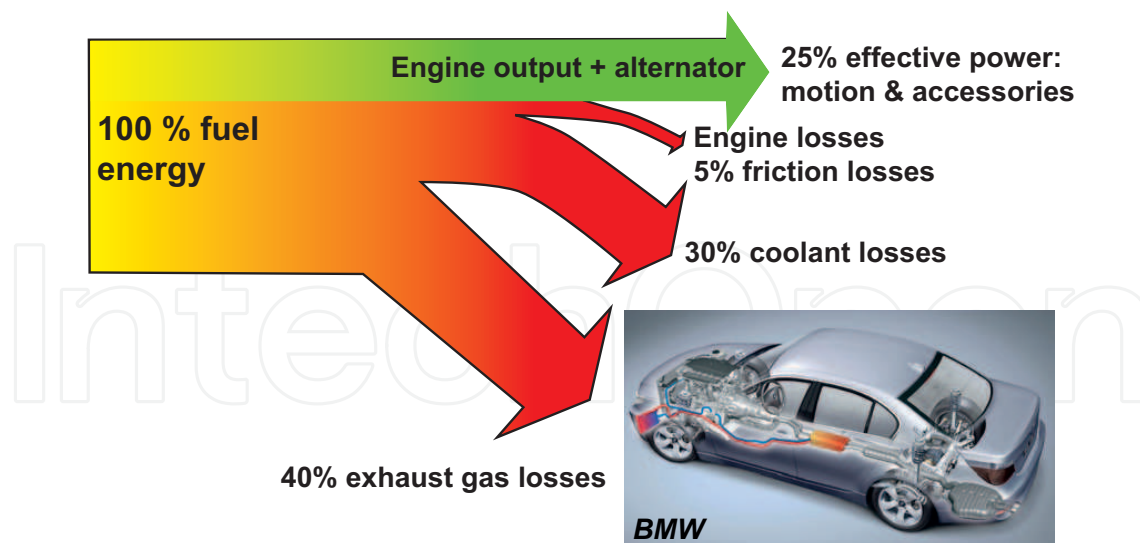 Engine output + alternator
25% effective power:
motion & accessories
100 % fuel
energy
Engine losses
5% friction losses
30% coolant losses
40% exhaust gas losses
BMW
IntechOpen